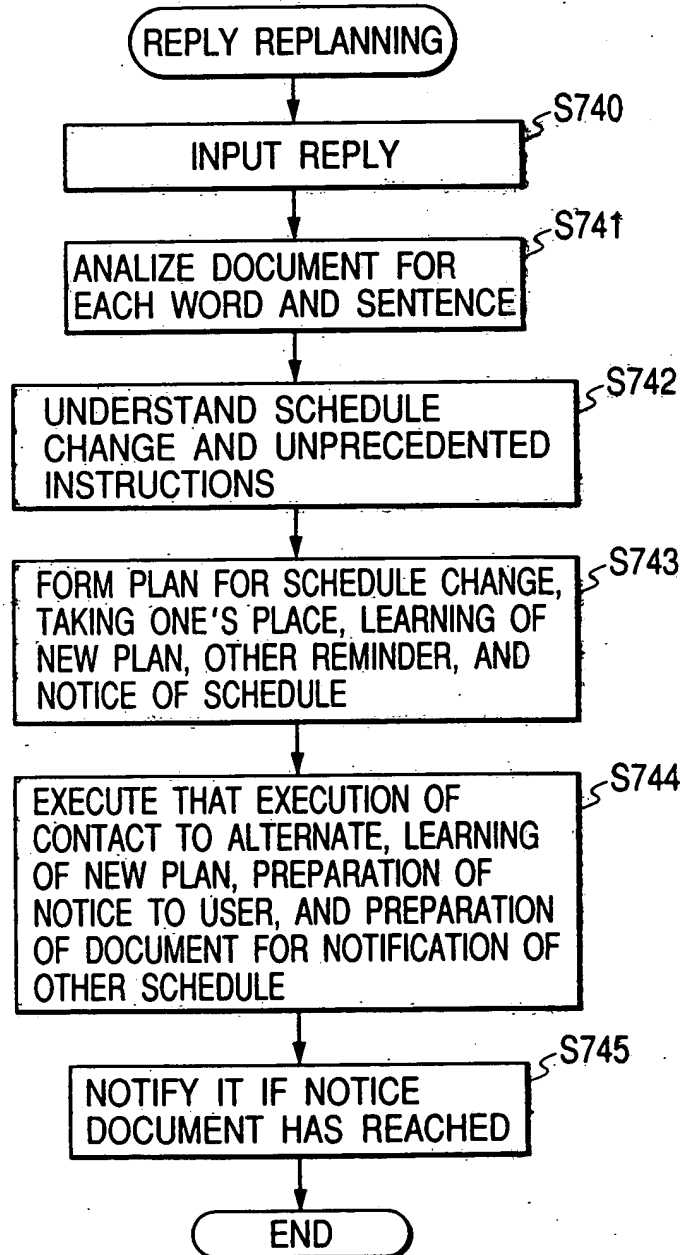 REPLY REPLANNING
S740
INPUT REPLY
S741
ANALIZE DOCUMENT FOR
EACH WORD AND SENTENCE
S742
UNDERSTAND SCHEDULE
CHANGE AND UNPRECEDENTED
INSTRUCTIONS
S743
FORM PLAN FOR SCHEDULE CHANGE,
TAKING ONE'S PLACE, LEARNING OF
NEW PLAN, OTHER REMINDER, AND
NOTICE OF SCHEDULE
S744
EXECUTE THAT EXECUTION OF
CONTACT TO ALTERNATE, LEARNING
OF NEW PLAN, PREPARATION OF
NOTICE TO USER, AND PREPARATION
OF DOCUMENT FOR NOTIFICATION OF
OTHER SCHEDULE
S745
NOTIFY IT IF NOTICE
DOCUMENT HAS REACHED
END